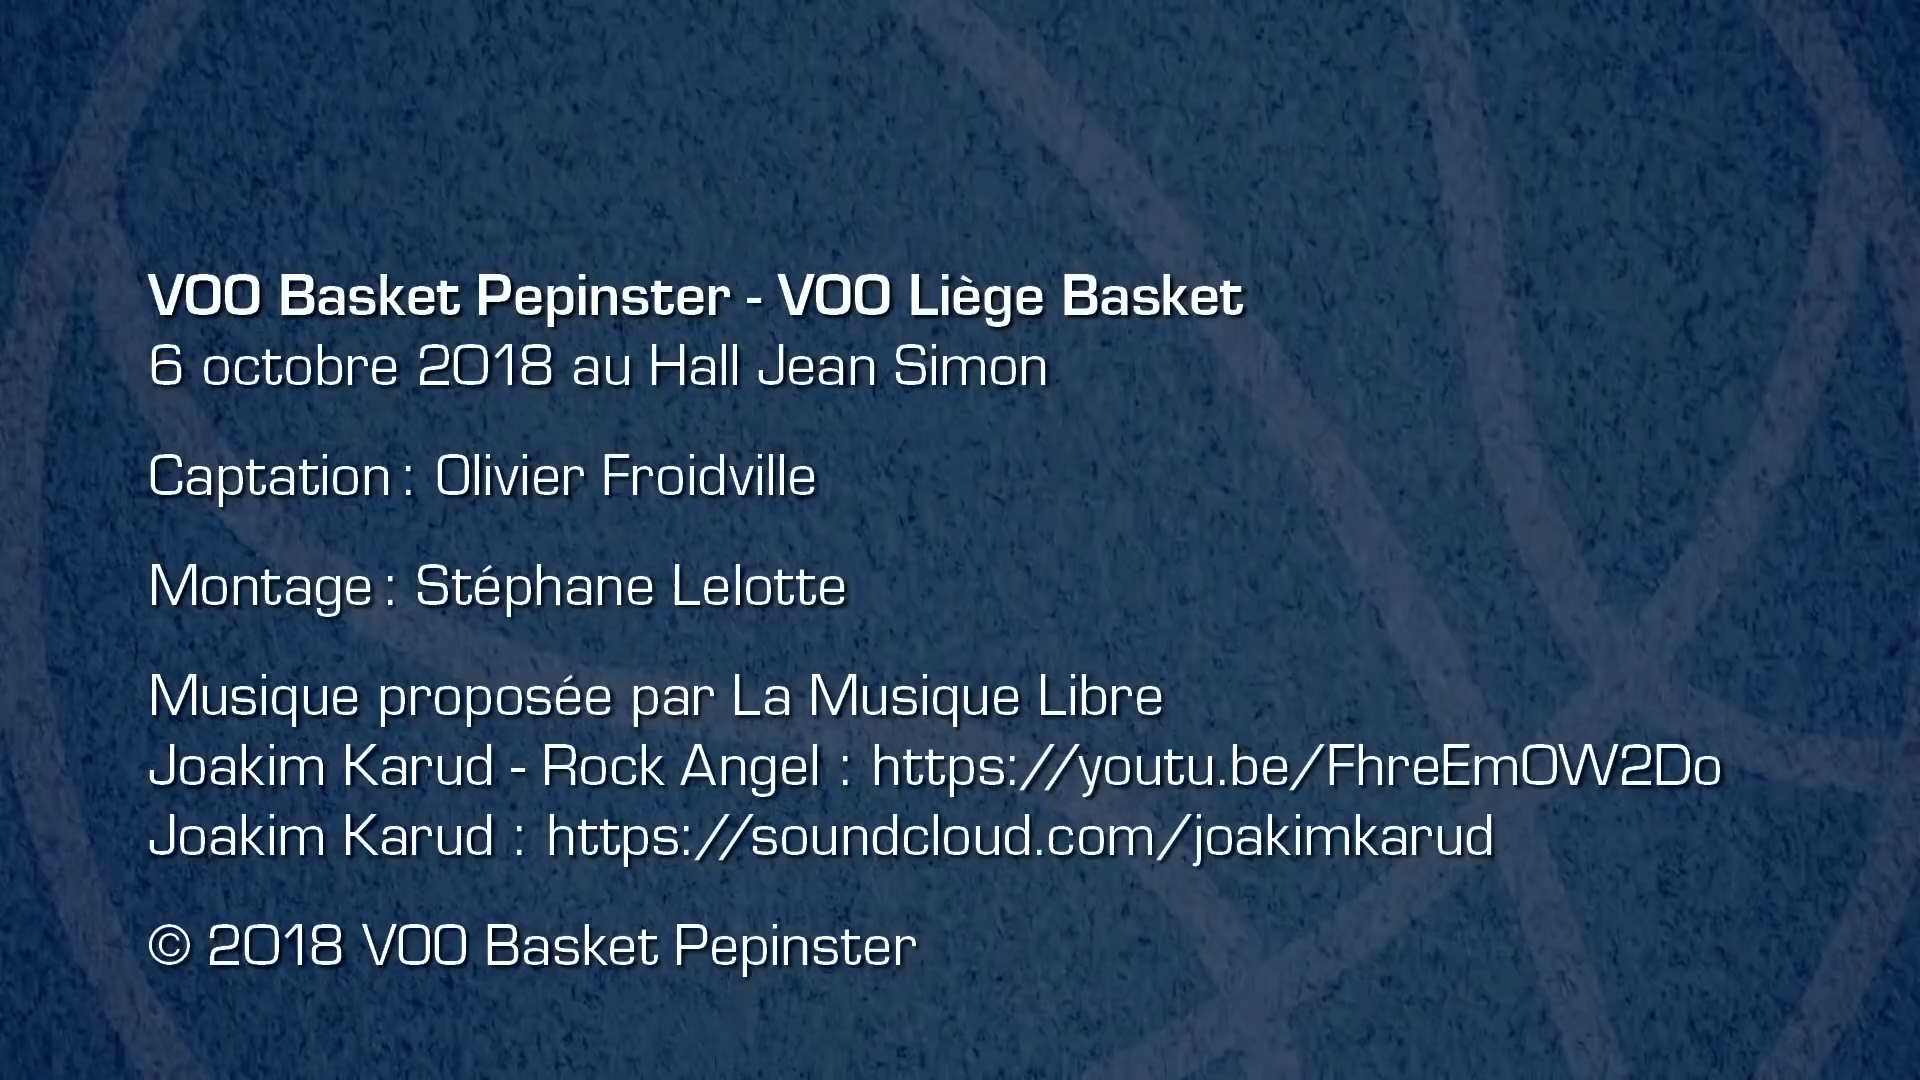 VOO Basket Pepinster - VOO Liège Basket
6 octobre 2018 au Hall Jean Simon
Captation : Olivier Froidville
Montage : Stéphane Lelotte
Musique proposée par La Musique Libre
Joakim Karud - Rock Angel : https://youtu.be/FhreEmOW2Do
Joakim Karud : https://soundcloud.com/joakimkarud
© 2018 VOO Basket Pepinster